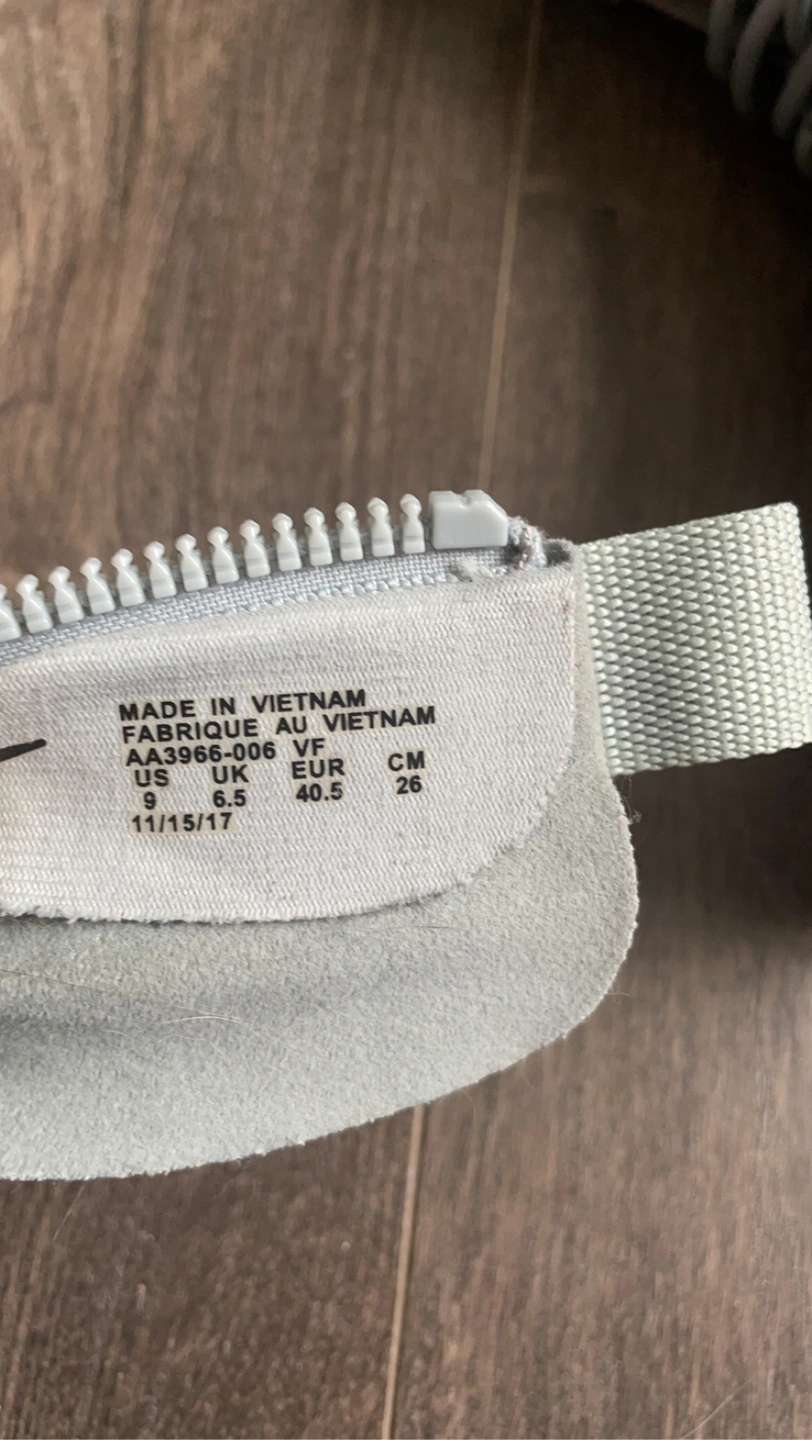 MADE IN VIETNAM
FABRIQUE AU VIETNAM
AA3966-006 VF
US UK EUR CM
9 6.5 40.5 26
11/15/17